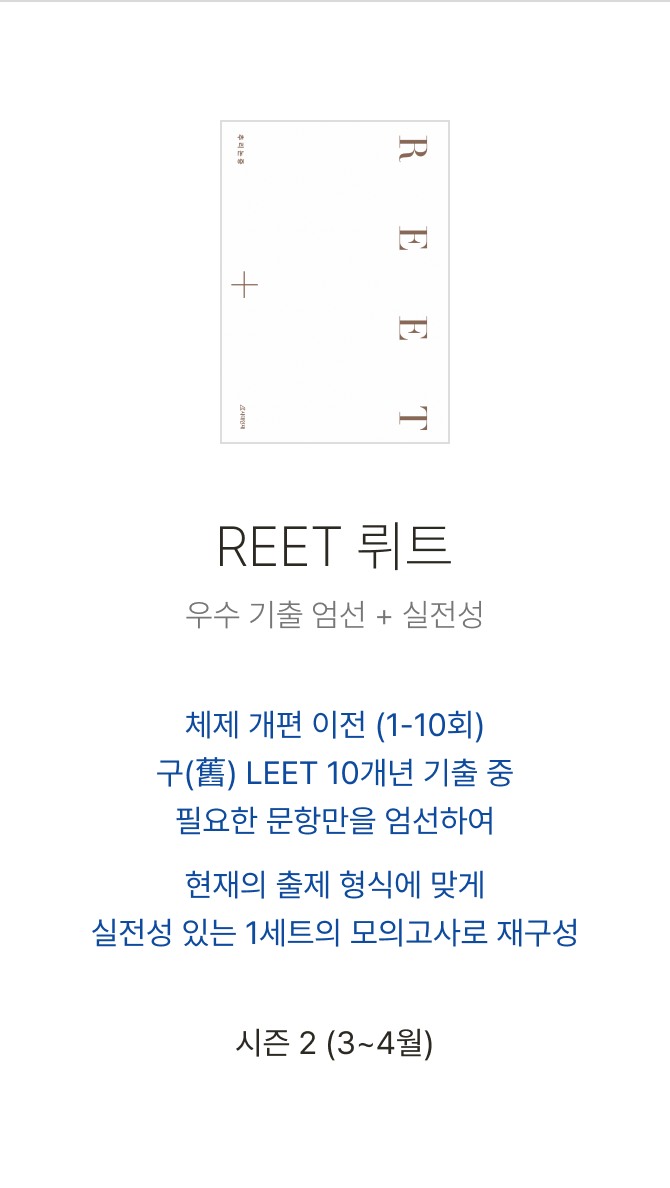 추리논증
R E E T
REET 뤼트
우수 기출 엄선 + 실전성
체제 개편 이전 (1-10회)
구(舊) LEET 10개년 기출 중
필요한 문항만을 엄선하여
현재의 출제 형식에 맞게
실전성 있는 1세트의 모의고사로 재구성
시즌 2 (3~4월)